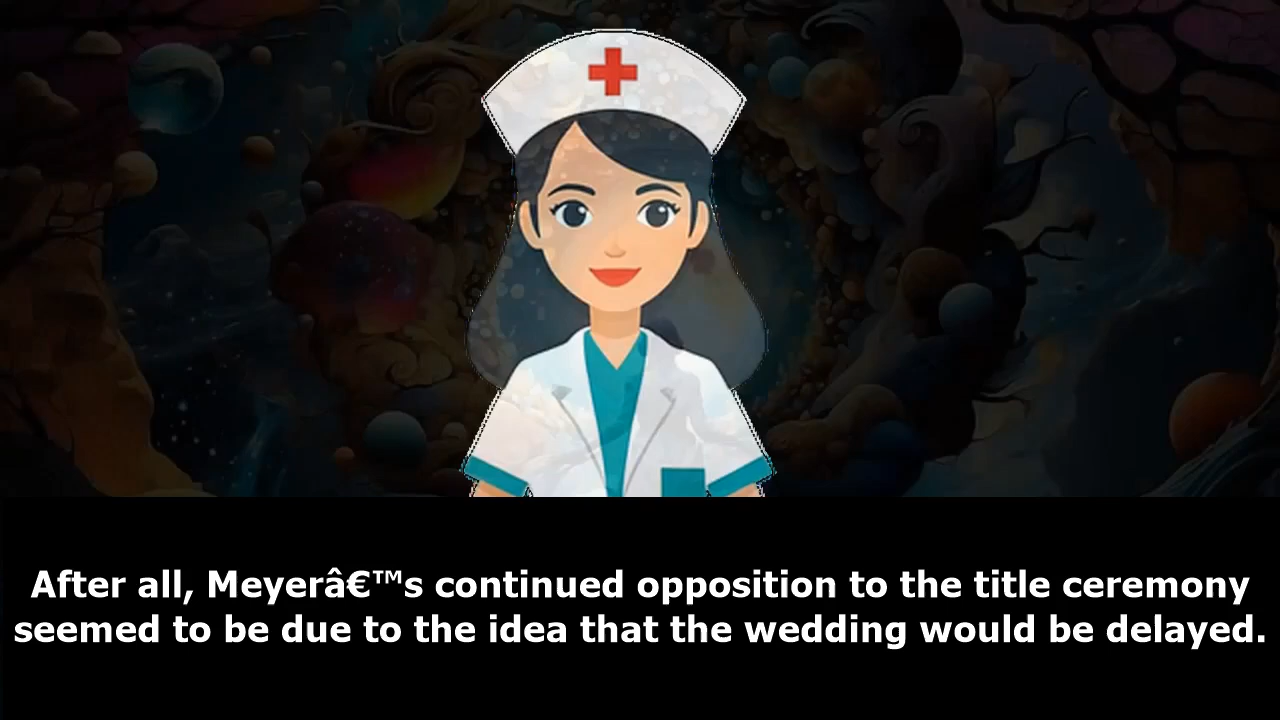 After all, Meyerâ€™s continued opposition to the title ceremony
seemed to be due to the idea that the wedding would be delayed.